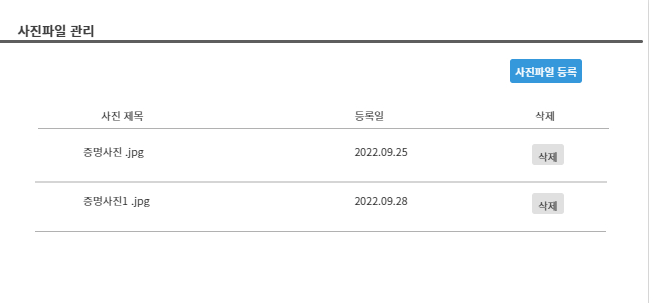 사진파일 관리
사진파일 등록
사진 제목 등록일 삭제
증명사진 .jpg 2022.09.25 삭제
증명사진1 .jpg 2022.09.28 삭제